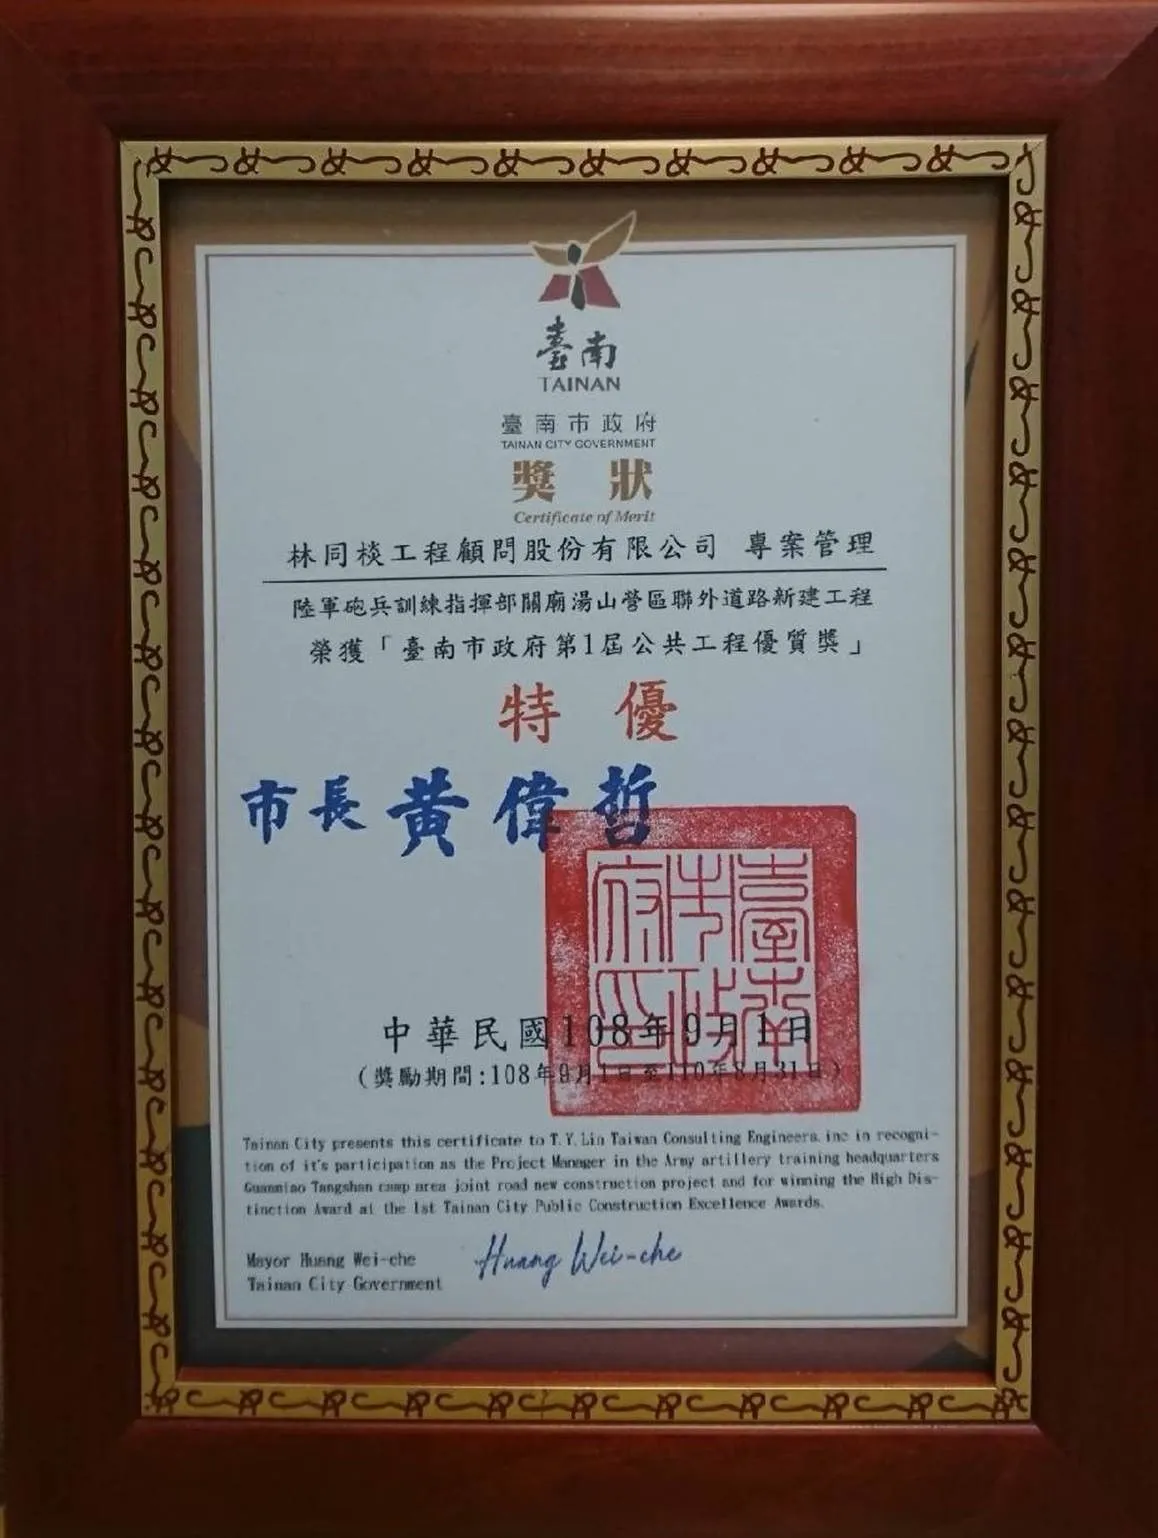 臺南
TAINAN
臺南市政府
TAINAN CITY GOVERNMENT
獎 狀
Certificate of Merit
林同棪工程顧問股份有限公司 專案管理
陸軍砲兵訓練指揮部關廟湯山營區聯外道路新建工程
榮獲「臺南市政府第1屆公共工程優質獎」
特 優
市長 黃偉哲
臺南市政府印
中華民國108年9月1日
(獎勵期間:108年9月1日至110年8月31日)
Tainan City presents this certificate to T.Y.Lin Taiwan Consulting Engineers.inc in recogni-
tion of it's participation as the Project Manager in the Army artillery training headquarters
Guanmiao Tangshan camp area joint road new construction project and for winning the High Dis-
tinction Award at the 1st Tainan City Public Construction Excellence Awards.
Mayor Huang Wei-che
Huang Wei-che
Tainan City Government